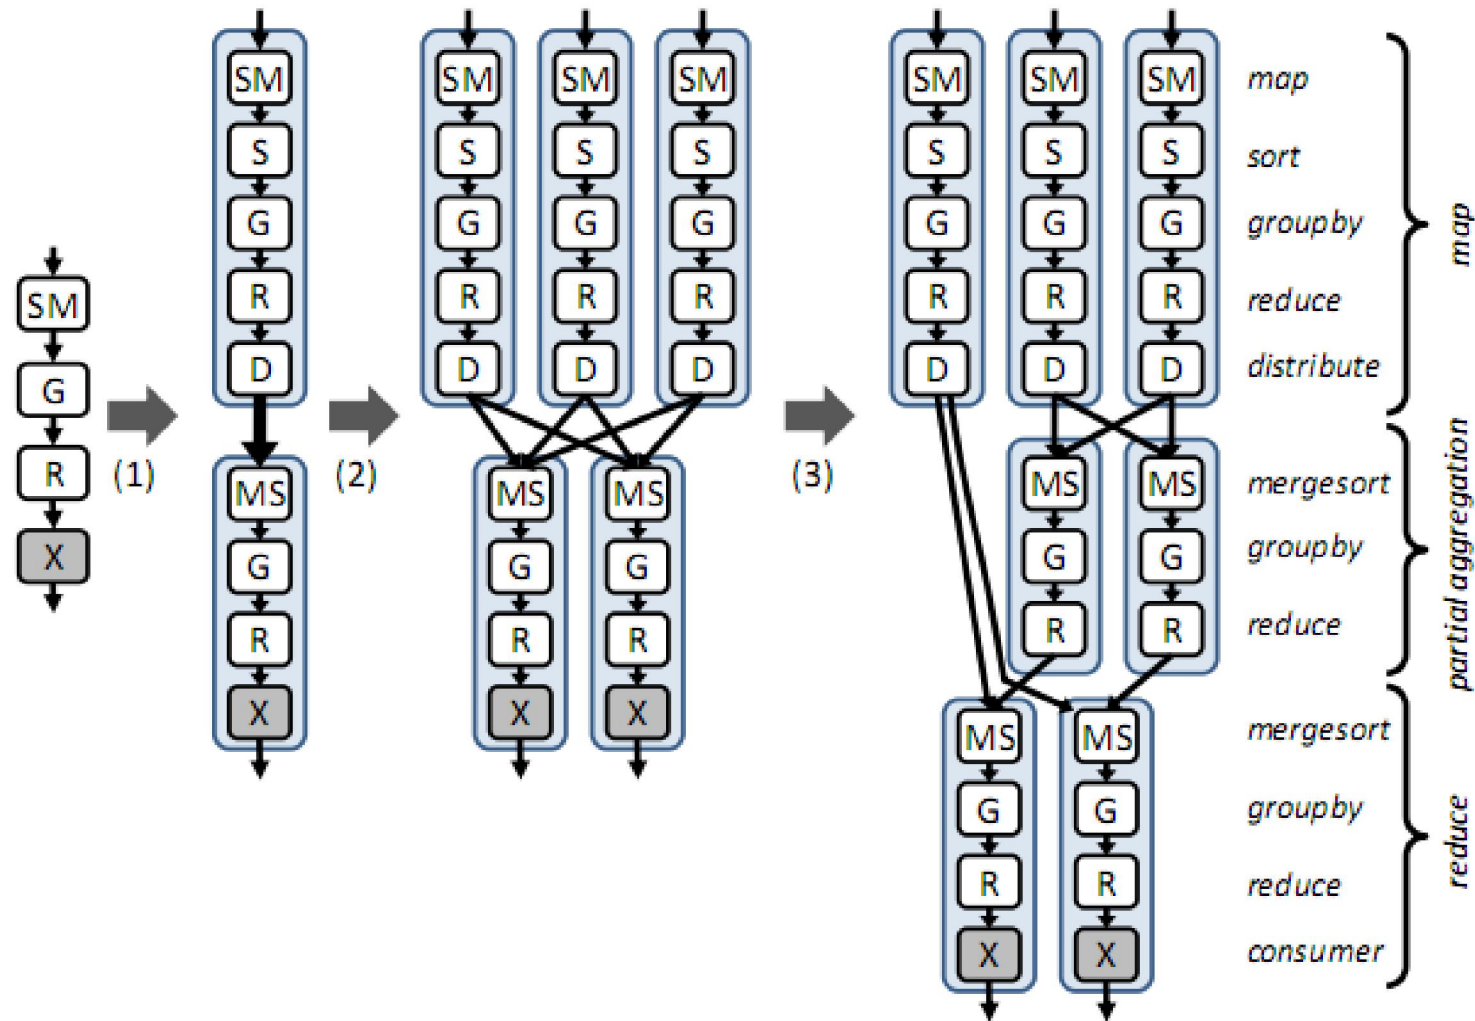 SM
G
R
X
(1)
SM
S
G
R
D
MS
G
R
X
(2)
SM SM SM
S S S
G G G
R R R
D D D
MS MS
G G
R R
X X
(3)
SM SM SM map
S S S sort
G G G groupby
R R R reduce
D D D distribute
map
MS MS mergesort
G G groupby
R R reduce
partial aggregation
MS MS mergesort
G G groupby
R R reduce
X X consumer
reduce